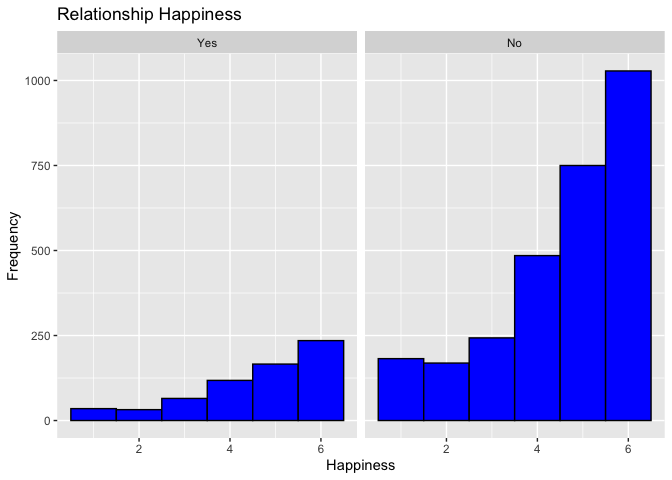 Relationship Happiness
Yes No
1000
750
500
250
0
2 4 6 2 4 6
Happiness
Frequency